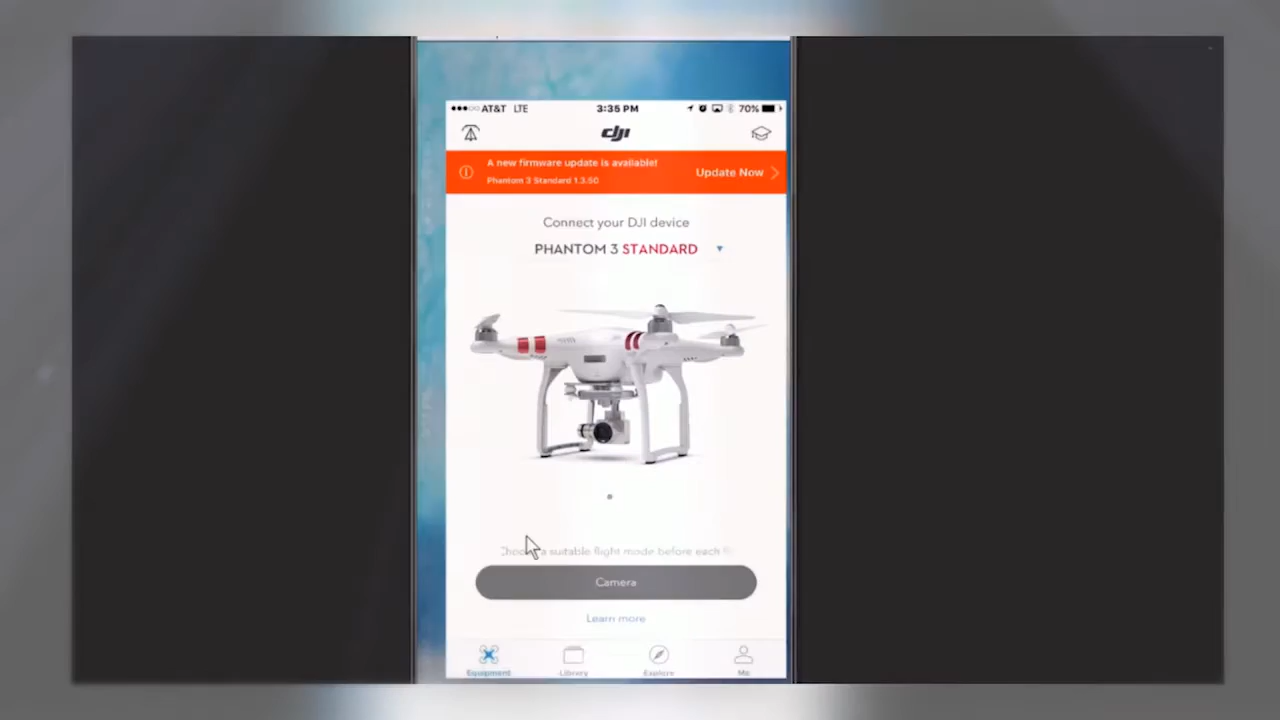 AT&T LTE 3:35 PM 70%
dji
A new firmware update is available!
Phantom 3 Standard 1.3.50 Update Now
Connect your DJI device
PHANTOM 3 STANDARD
a suitable flight mode before each
Camera
Learn more
Equipment Library Explore Me